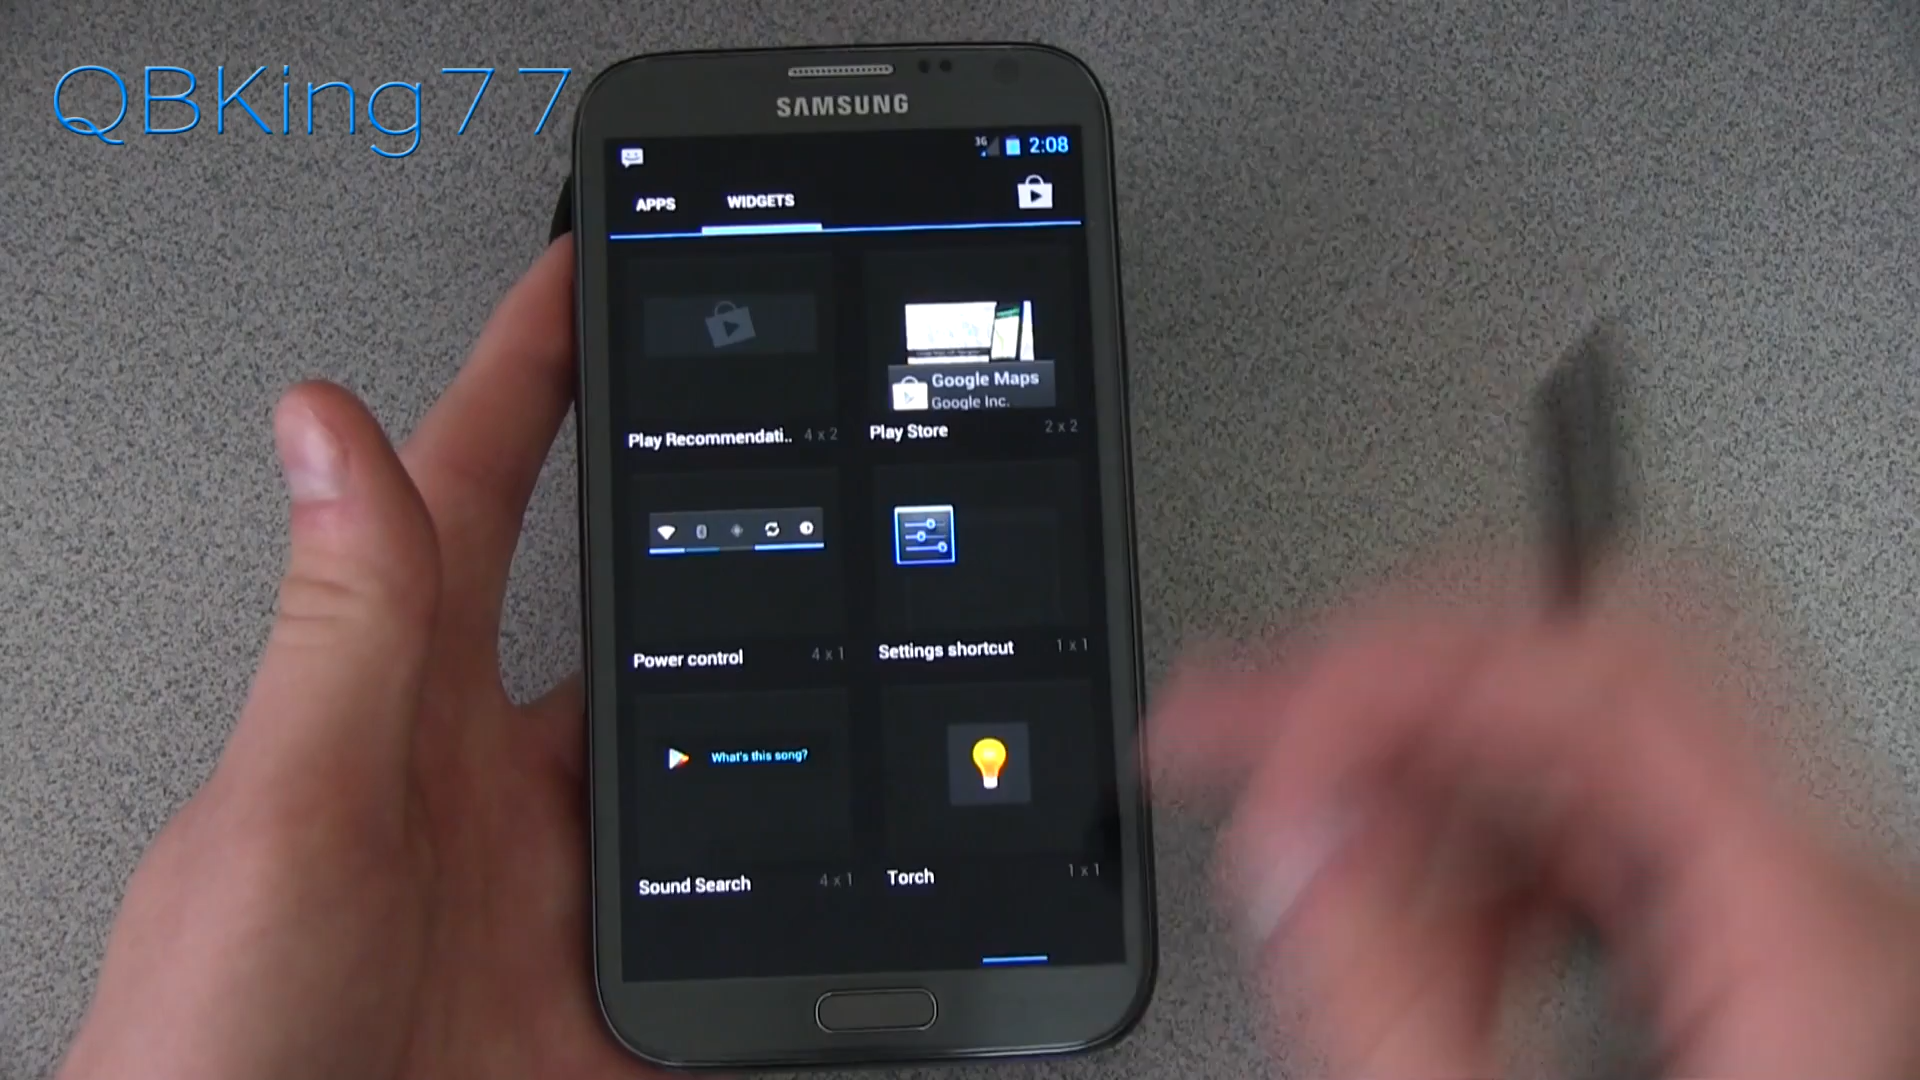 QBKing77
SAMSUNG
3G 2:08
APPS WIDGETS
Google Maps
Google Inc.
Play Recommendati.. 4 x 2
Play Store 2 x 2
Power control 4 x 1
Settings shortcut 1 x 1
What's this song?
Sound Search 4 x 1
Torch 1 x 1